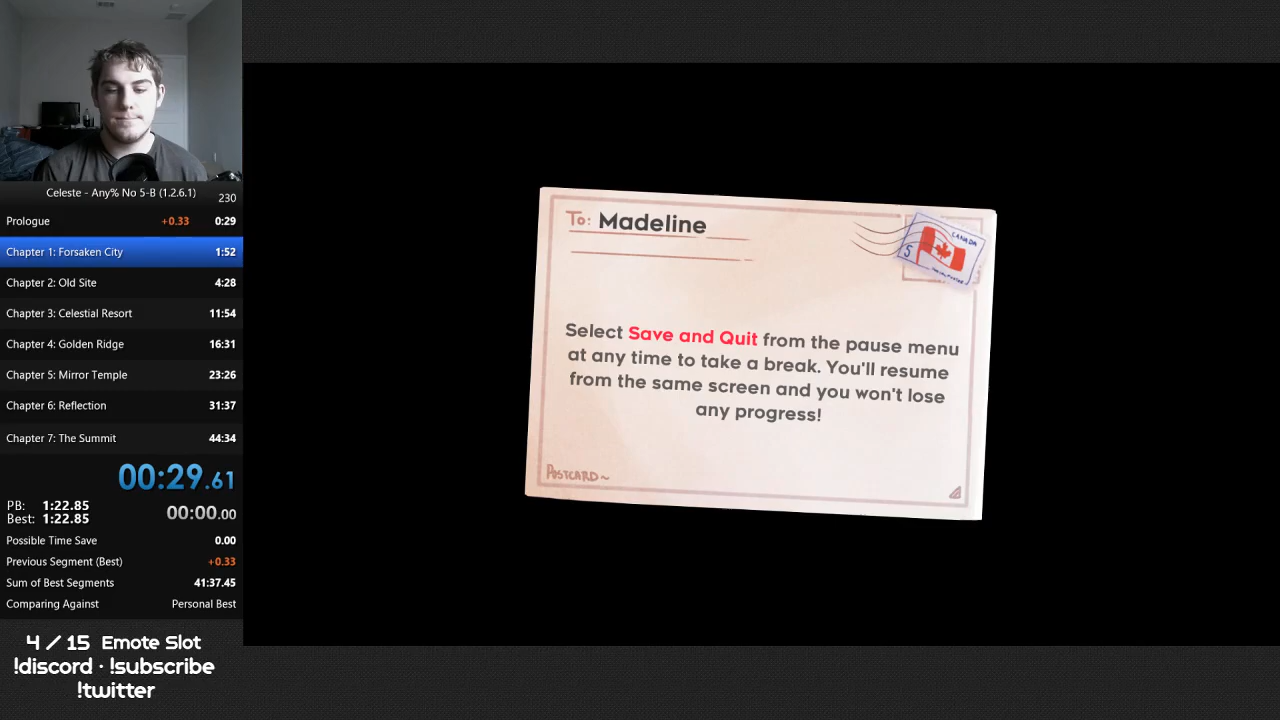 Celeste - Any% No 5-B (1.2.6.1)
230
Prologue +0.33 0:29
Chapter 1: Forsaken City 1:52
Chapter 2: Old Site 4:28
Chapter 3: Celestial Resort 11:54
Chapter 4: Golden Ridge 16:31
Chapter 5: Mirror Temple 23:26
Chapter 6: Reflection 31:37
Chapter 7: The Summit 44:34
00:29.61
PB: 1:22.85
Best: 1:22.85
00:00.00
Possible Time Save 0.00
Previous Segment (Best) +0.33
Sum of Best Segments 41:37.45
Comparing Against Personal Best
4 / 15 Emote Slot
!discord · !subscribe
!twitter
To: Madeline
CANADA
5
Select Save and Quit from the pause menu
at any time to take a break. You'll resume
from the same screen and you won't lose
any progress!
POSTCARD~